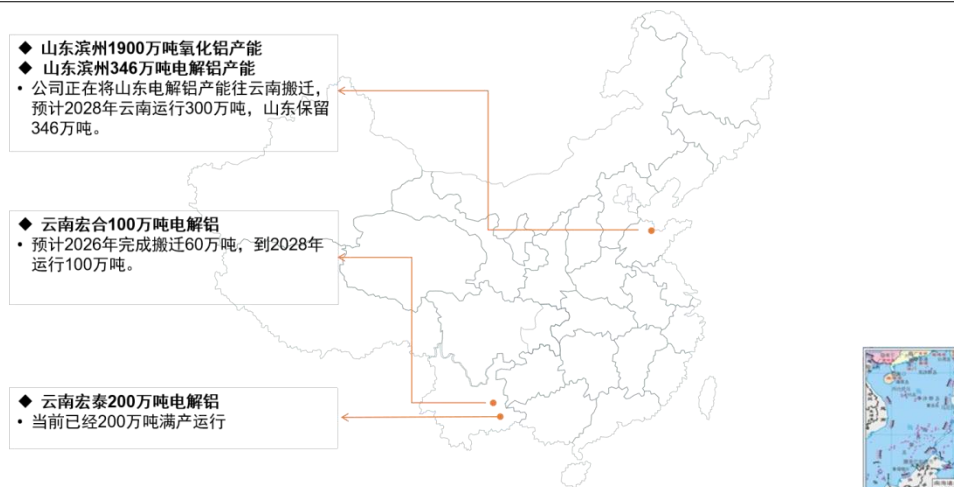 ◆ 山东滨州1900万吨氧化铝产能
◆ 山东滨州346万吨电解铝产能
• 公司正在将山东电解铝产能往云南搬迁，
预计2028年云南运行300万吨，山东保留
346万吨。
◆ 云南宏合100万吨电解铝
• 预计2026年完成搬迁60万吨，到2028年
运行100万吨。
◆ 云南宏泰200万吨电解铝
• 当前已经200万吨满产运行